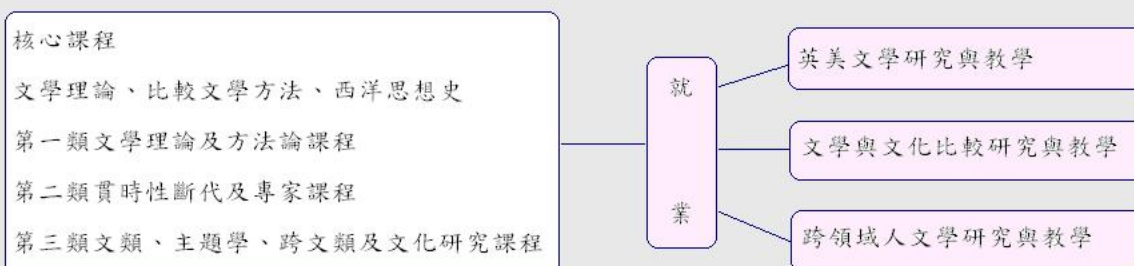 核心課程
文學理論、比較文學方法、西洋思想史
第一類文學理論及方法論課程
第二類貫時性斷代及專家課程
第三類文類、主題學、跨文類及文化研究課程
就
業
英美文學研究與教學
文學與文化比較研究與教學
跨領域人文學研究與教學